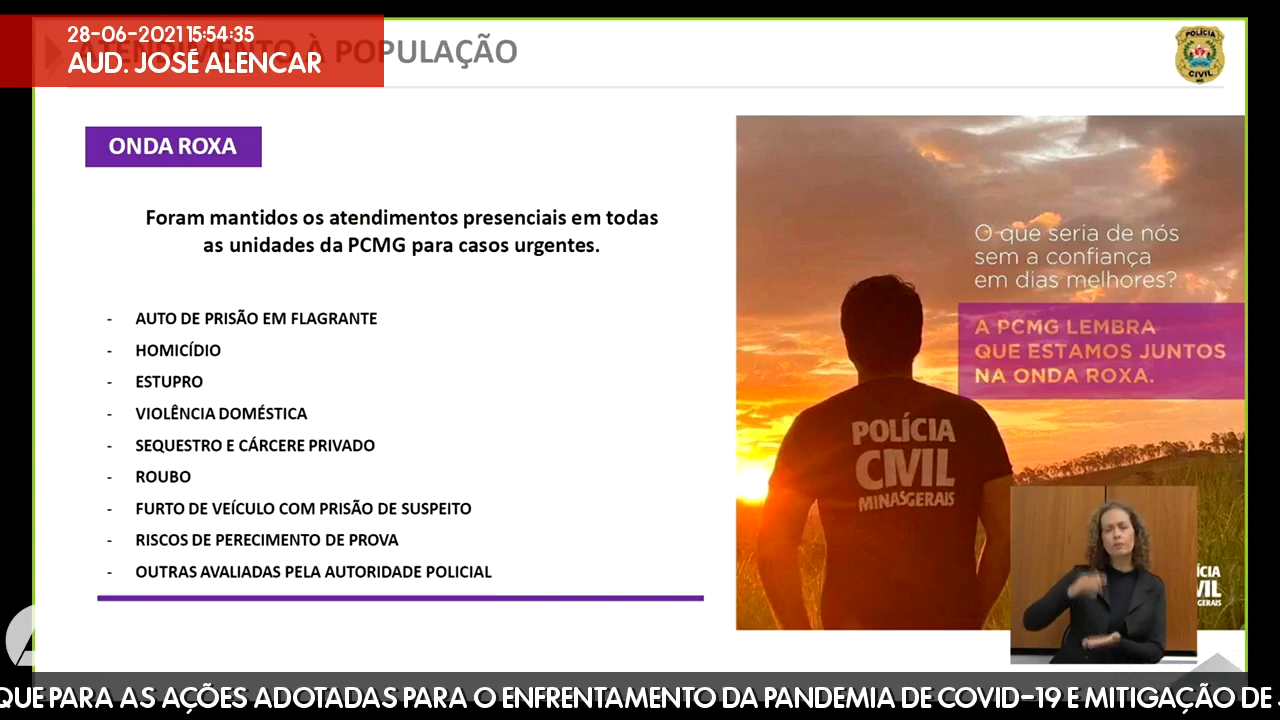 28-06-2021 15:54:35
AUD. JOSÉ ALENCAR
POPULAÇÃO
POLÍCIA
CIVIL
MG
ONDA ROXA
Foram mantidos os atendimentos presenciais em todas
as unidades da PCMG para casos urgentes.
- AUTO DE PRISÃO EM FLAGRANTE
- HOMICÍDIO
- ESTUPRO
- VIOLÊNCIA DOMÉSTICA
- SEQUESTRO E CÁRCERE PRIVADO
- ROUBO
- FURTO DE VEÍCULO COM PRISÃO DE SUSPEITO
- RISCOS DE PERECIMENTO DE PROVA
- OUTRAS AVALIADAS PELA AUTORIDADE POLICIAL
O que seria de nós
sem a confiança
em dias melhores?
A PCMG LEMBRA
QUE ESTAMOS JUNTOS
NA ONDA ROXA.
POLÍCIA
CIVIL
MINASGERAIS
ÍCIA
VIL
GERAIS
QUE PARA AS AÇÕES ADOTADAS PARA O ENFRENTAMENTO DA PANDEMIA DE COVID-19 E MITIGAÇÃO DE